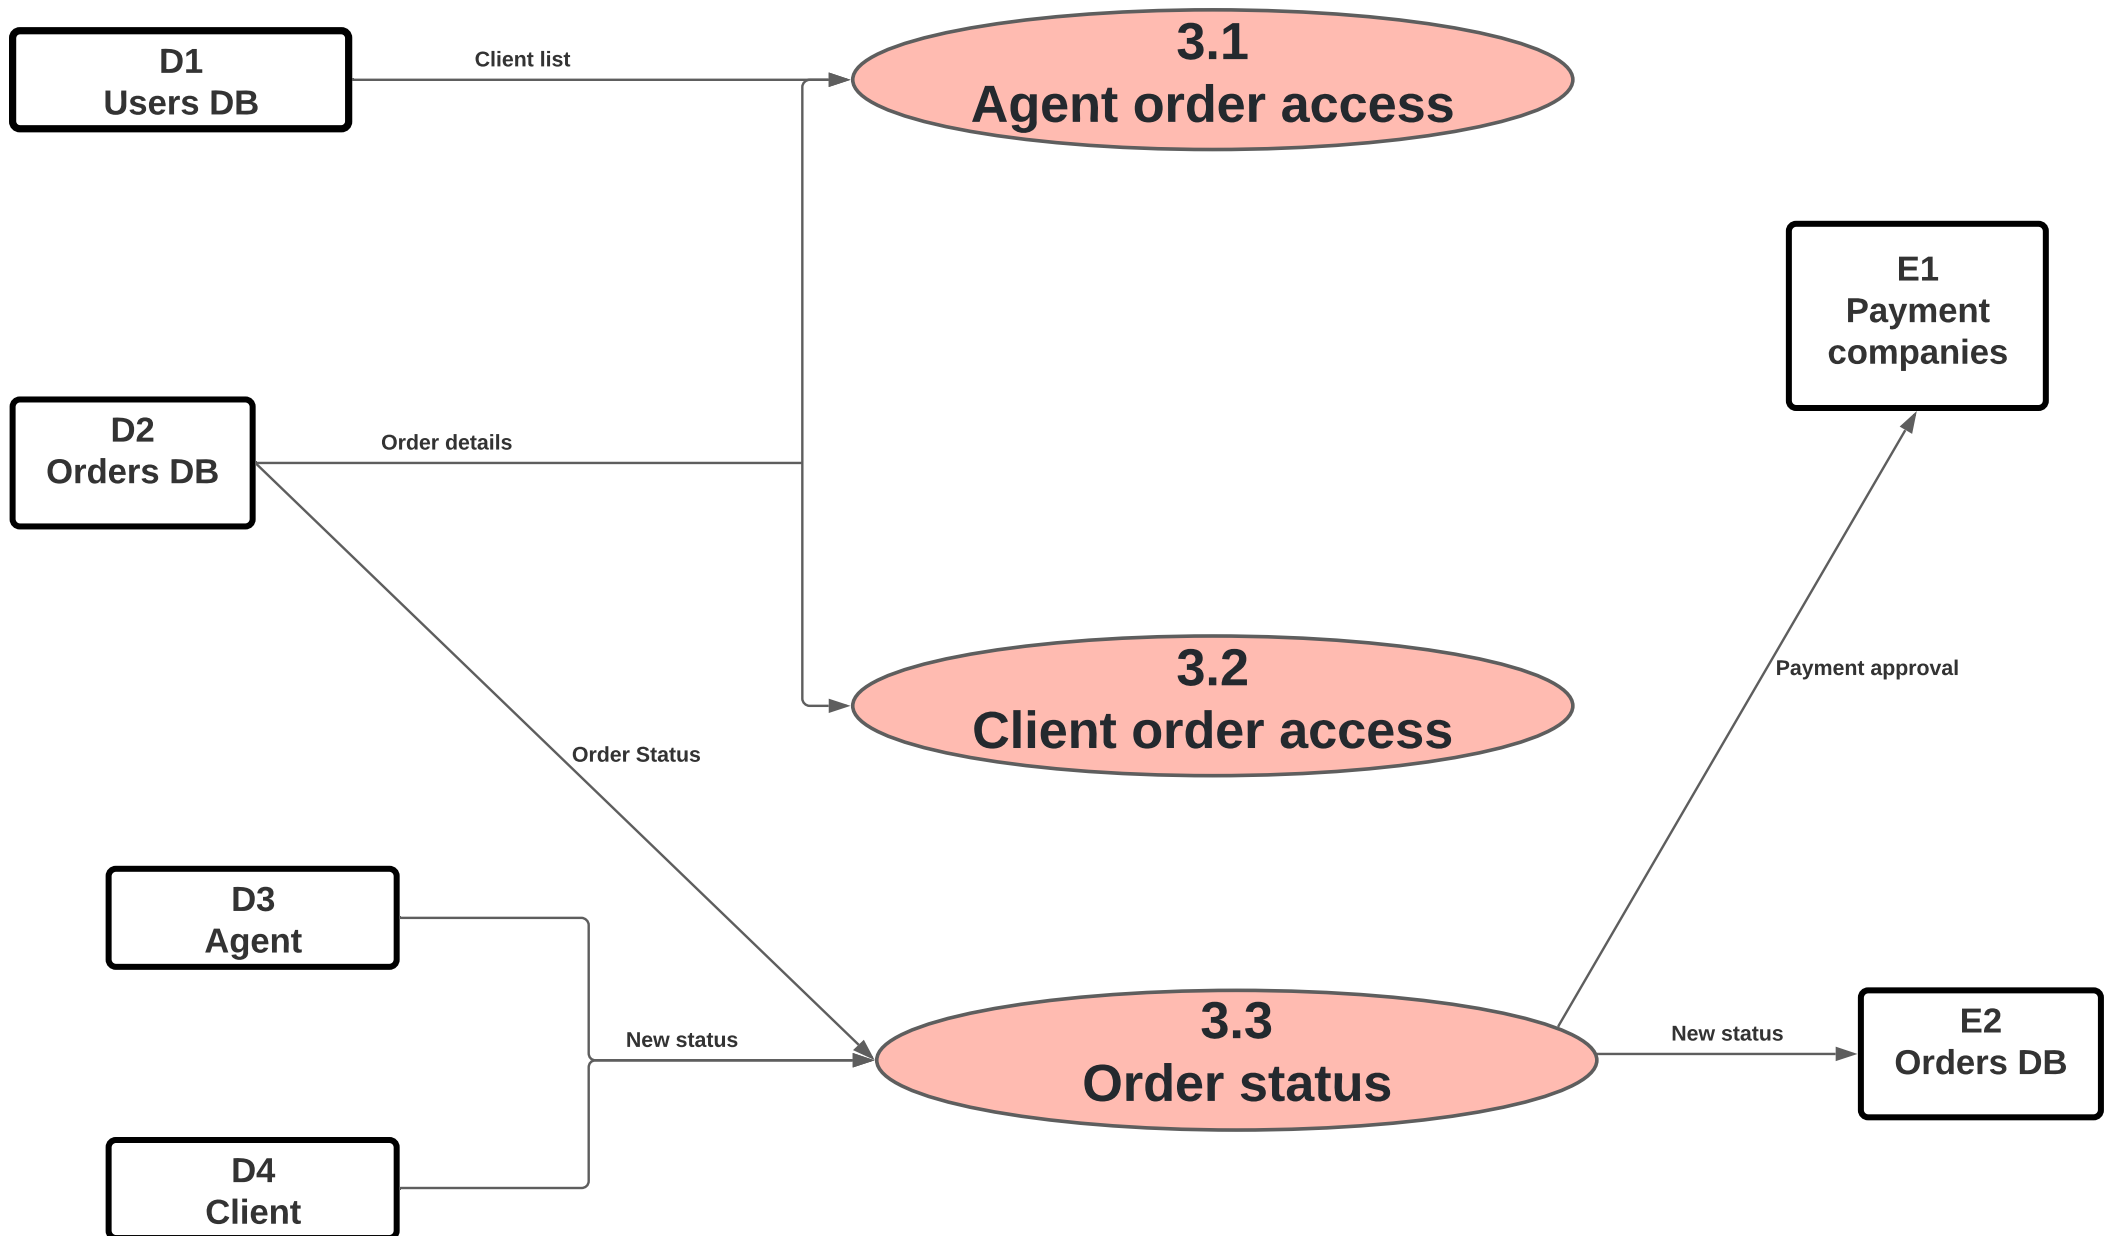 D1
Users DB
Client list
3.1
Agent order access
E1
Payment
companies
D2
Orders DB
Order details
3.2
Client order access
Payment approval
Order Status
D3
Agent
New status
3.3
Order status
New status
E2
Orders DB
D4
Client